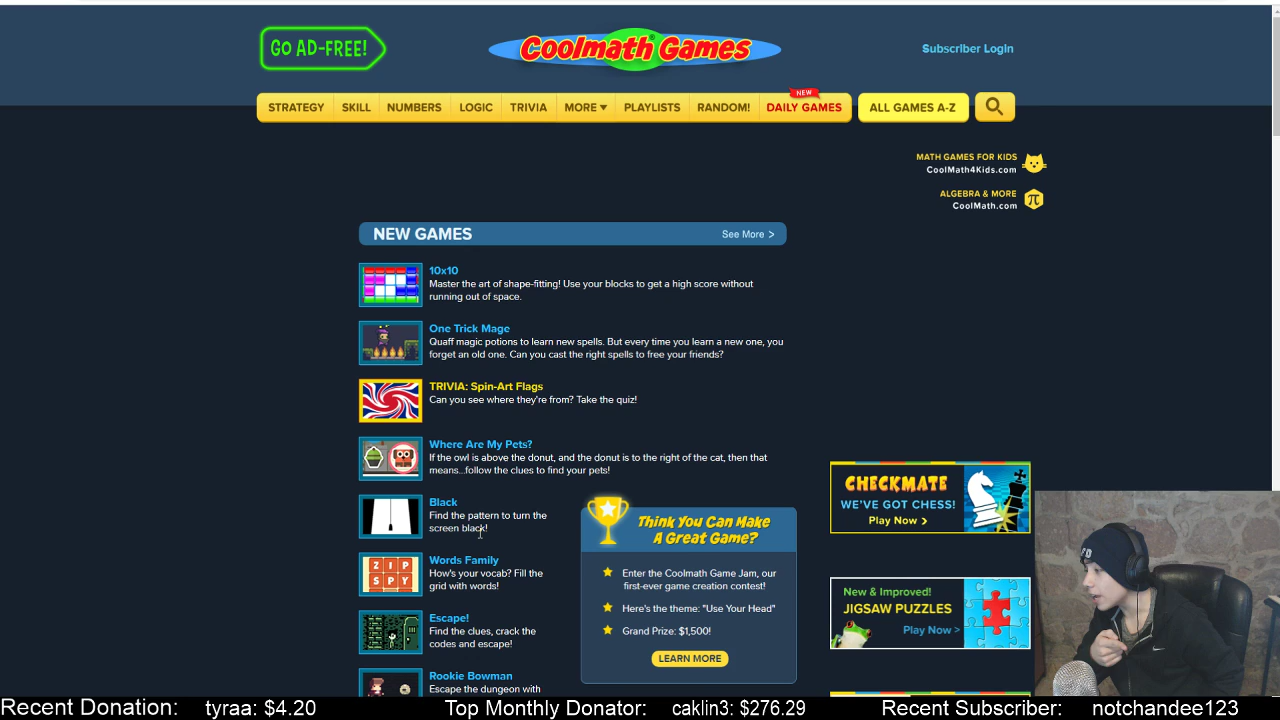 GO AD-FREE!
Coolmath Games
Subscriber Login
STRATEGY SKILL NUMBERS LOGIC TRIVIA MORE PLAYLISTS RANDOM! NEW DAILY GAMES ALL GAMES A-Z
MATH GAMES FOR KIDS
CoolMath4Kids.com
ALGEBRA & MORE
CoolMath.com
π
NEW GAMES See More >
10x10
Master the art of shape-fitting! Use your blocks to get a high score without
running out of space.
One Trick Mage
Quaff magic potions to learn new spells. But every time you learn a new one, you
forget an old one. Can you cast the right spells to free your friends?
TRIVIA: Spin-Art Flags
Can you see where they're from? Take the quiz!
Where Are My Pets?
If the owl is above the donut, and the donut is to the right of the cat, then that
means...follow the clues to find your pets!
Black
Find the pattern to turn the
screen black!
ZIP
SPY
Words Family
How's your vocab? Fill the
grid with words!
Escape!
Find the clues, crack the
codes and escape!
Rookie Bowman
Escape the dungeon with
Think You Can Make
A Great Game?
Enter the Coolmath Game Jam, our
first-ever game creation contest!
Here's the theme: "Use Your Head"
Grand Prize: $1,500!
LEARN MORE
CHECKMATE
WE'VE GOT CHESS!
Play Now >
New & Improved!
JIGSAW PUZZLES
Play Now >
Recent Donation: tyraa: $4.20 Top Monthly Donator: caklin3: $276.29 Recent Subscriber: notchandee123